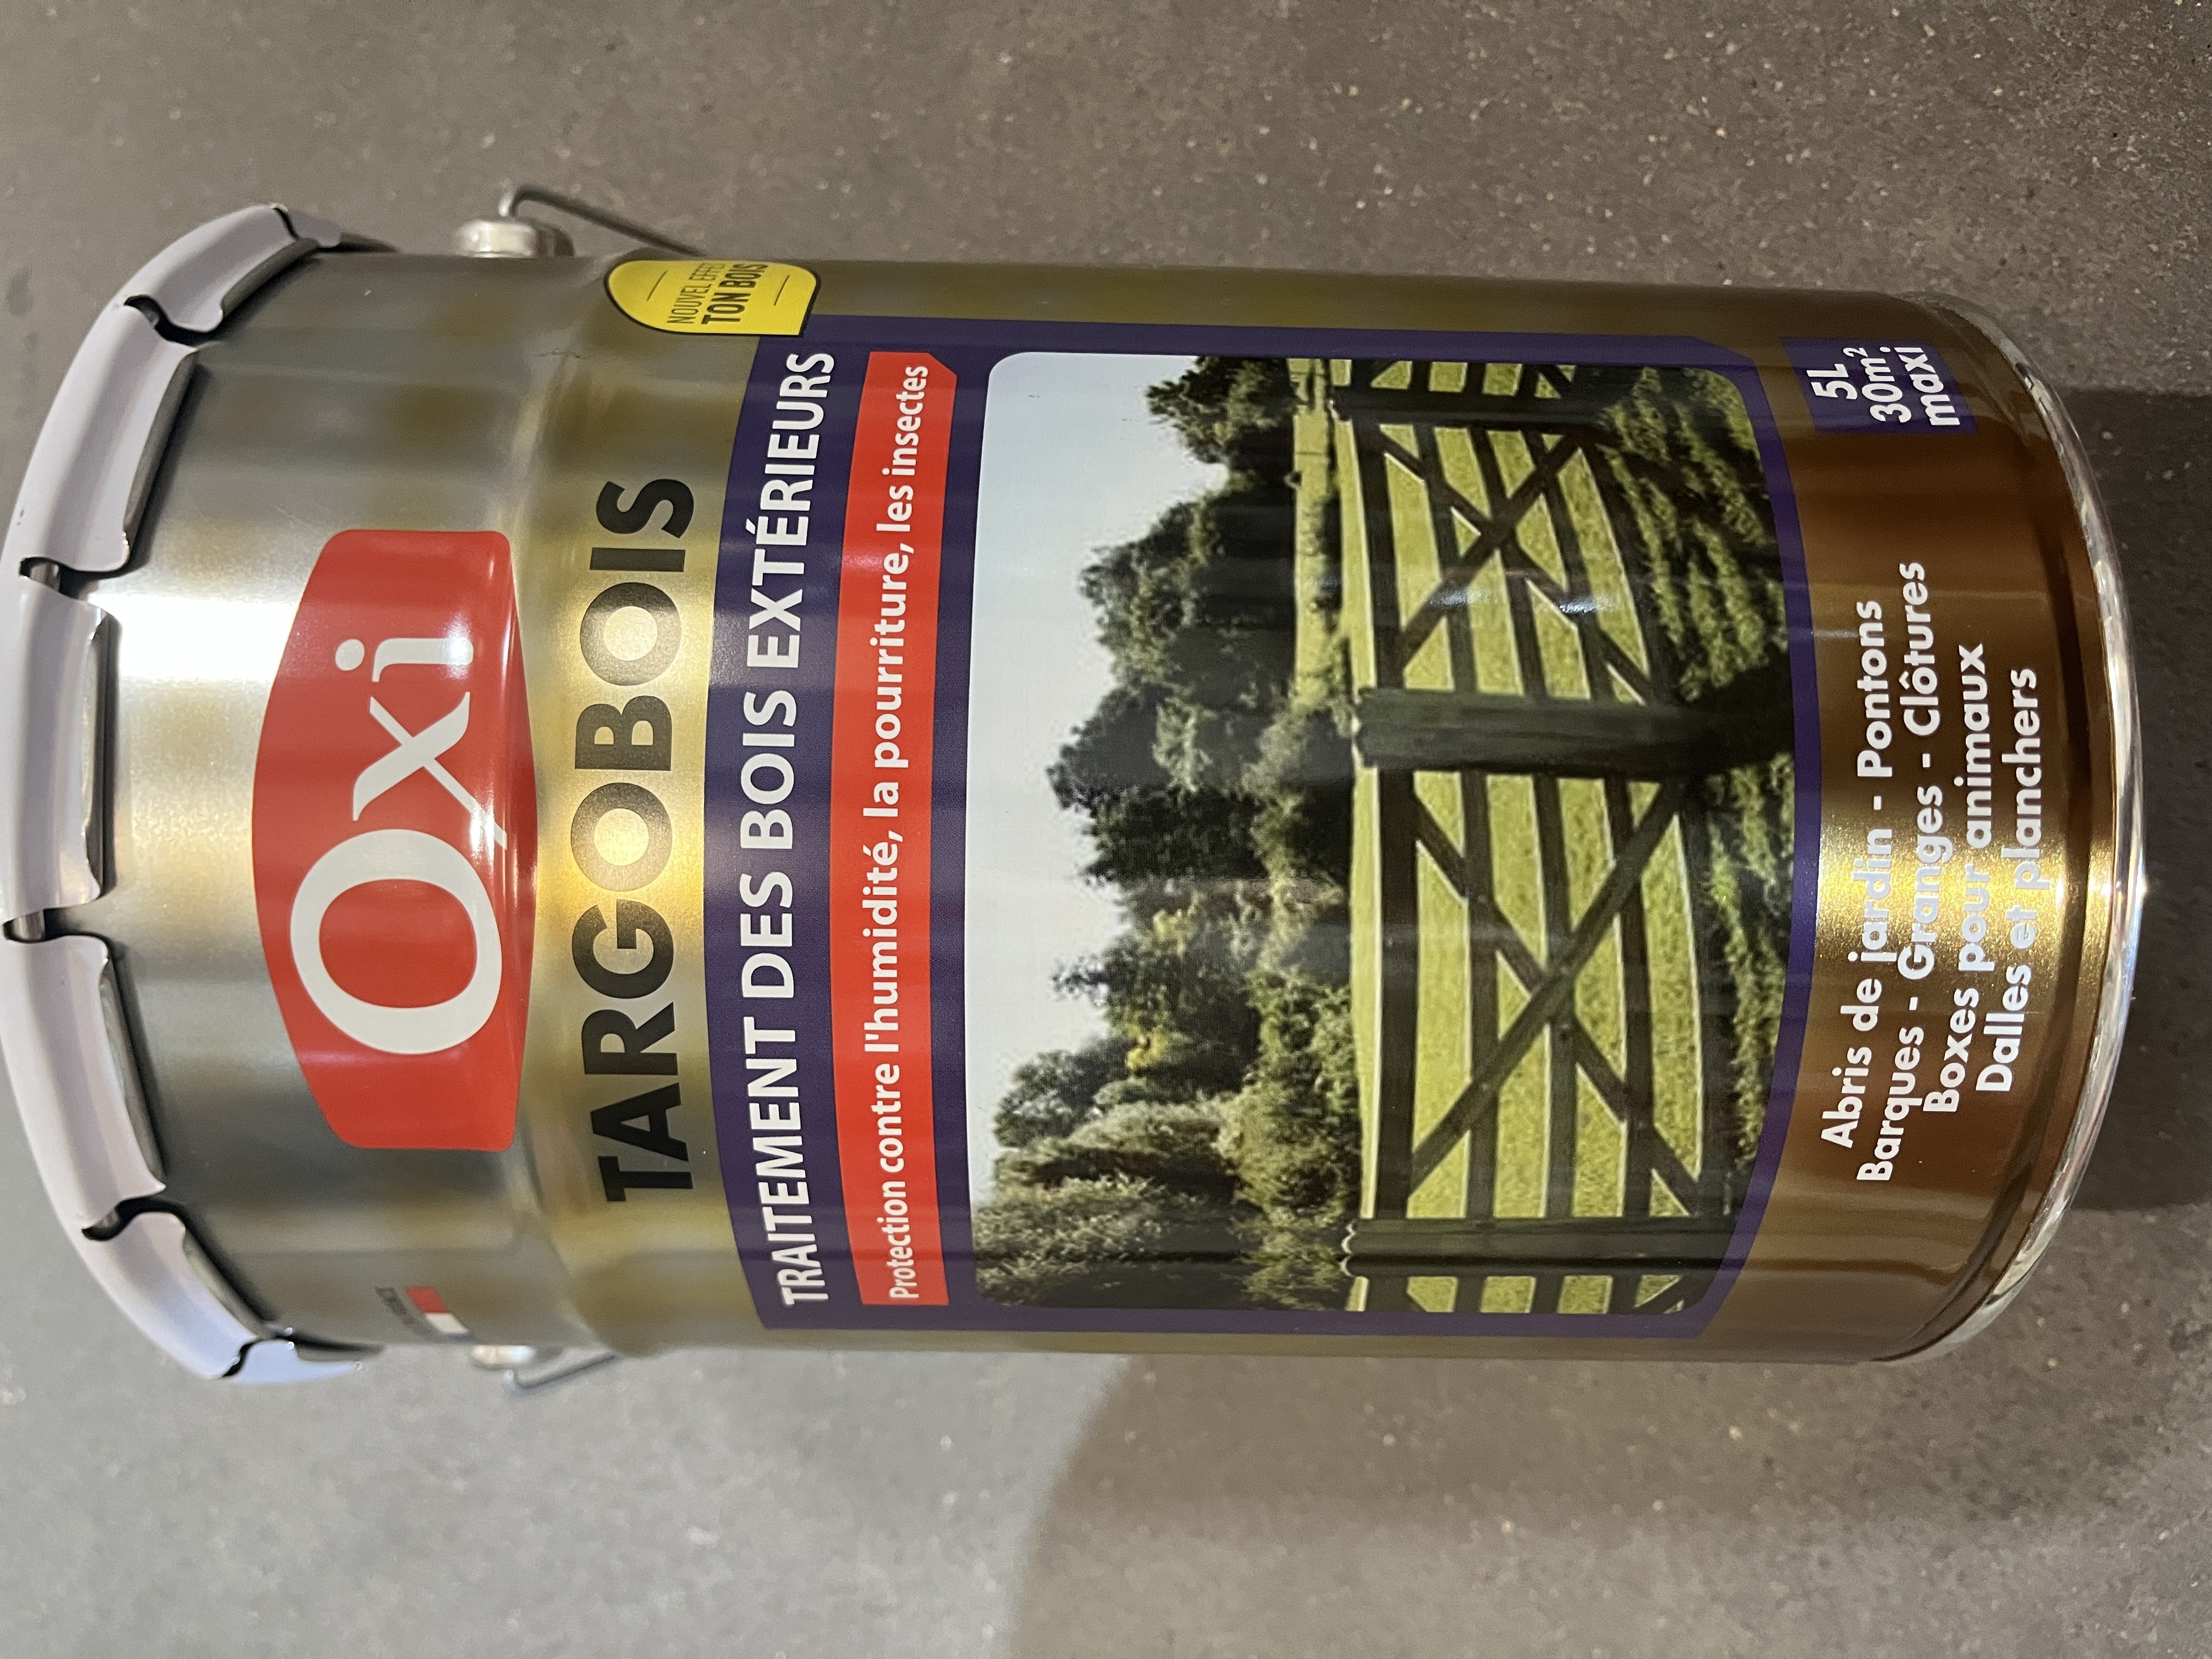 Oxi
TARGOBOIS
NOUVEL EFFET
TON BOIS
TRAITEMENT DES BOIS EXTÉRIEURS
Protection contre l'humidité, la pourriture, les insectes
5L
30m²
maxi
Abris de jardin - Pontons
Barques - Granges - Clôtures
Boxes pour animaux
Dalles et planchers